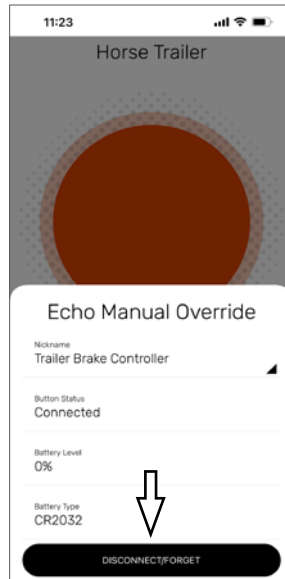 11:23
Horse Trailer
Echo Manual Override
Nickname
Trailer Brake Controller
Button Status
Connected
Battery Level
0%
Battery Type
CR2032
DISCONNECT/FORGET